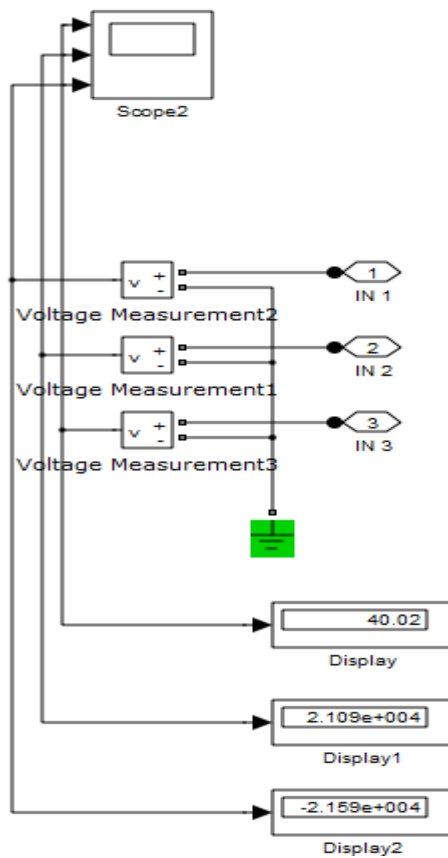 Scope2
1
v + -
IN 1
Voltage Measurement2
2
v + -
IN 2
Voltage Measurement1
3
v + -
IN 3
Voltage Measurement3
40.02
Display
2.109e+004
Display1
-2.159e+004
Display2